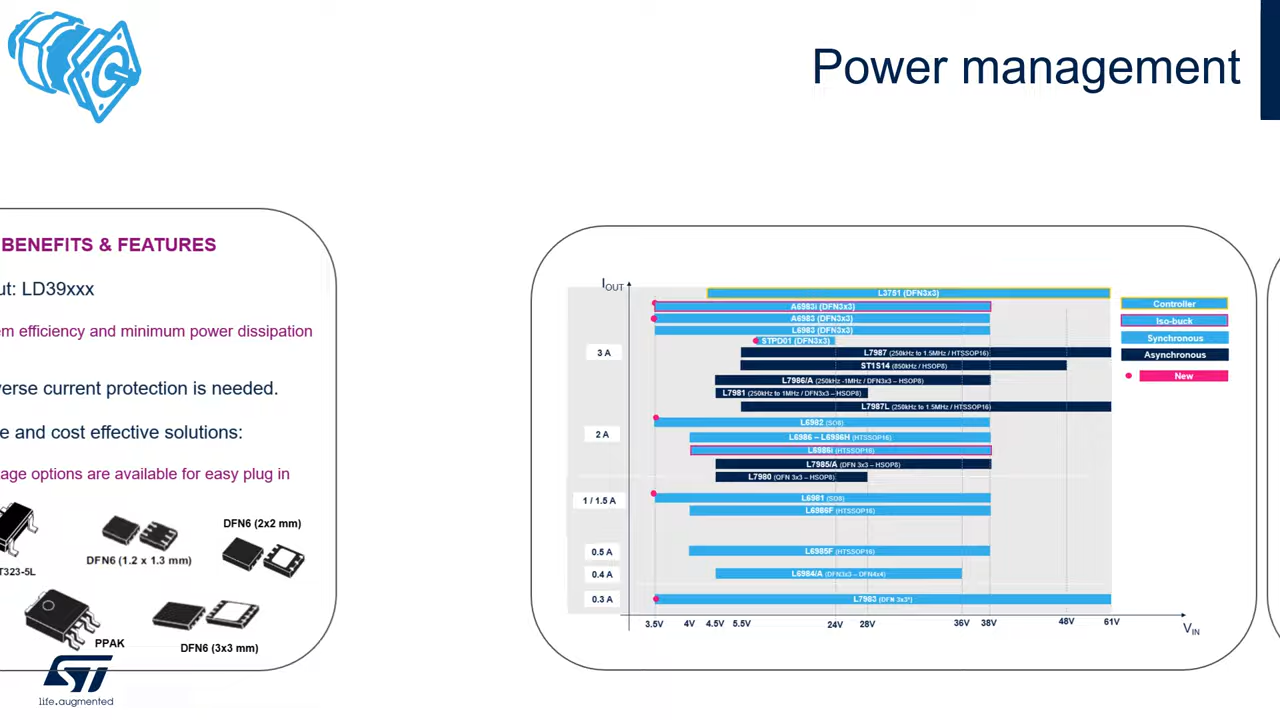 Power management
BENEFITS & FEATURES
ut: LD39xxx
em efficiency and minimum power dissipation
verse current protection is needed.
e and cost effective solutions:
age options are available for easy plug in
DFN6 (2x2 mm)
DFN6 (1.2 x 1.3 mm)
T323-5L
PPAK
DFN6 (3x3 mm)
life.augmented
IOUT
L3751 (DFN3x3)
A6983i (DFN3x3)
A6983 (DFN3x3)
L6983 (DFN3x3)
STPD01 (DFN3x3)
3 A
L7987 (250kHz to 1.5MHz / HTSSOP16)
ST1S14 (850kHz / HSOP8)
L7986/A (250kHz -1MHz / DFN3x3 – HSOP8)
L7981 (250kHz to 1MHz / DFN3x3 – HSOP8)
L7987L (250kHz to 1.5MHz / HTSSOP16)
2 A
L6982 (SO8)
L6986 – L6986H (HTSSOP16)
L6986i (HTSSOP16)
L7985/A (DFN 3x3 – HSOP8)
L7980 (QFN 3x3 – HSOP8)
1 / 1.5 A
L6981 (SO8)
L6986F (HTSSOP16)
0.5 A
L6985F (HTSSOP16)
0.4 A
L6984/A (DFN3x3 – DFN4x4)
0.3 A
L7983 (DFN 3x3*)
3.5V 4V 4.5V 5.5V 24V 28V 36V 38V 48V 61V
VIN
Controller
Iso-buck
Synchronous
Asynchronous
New